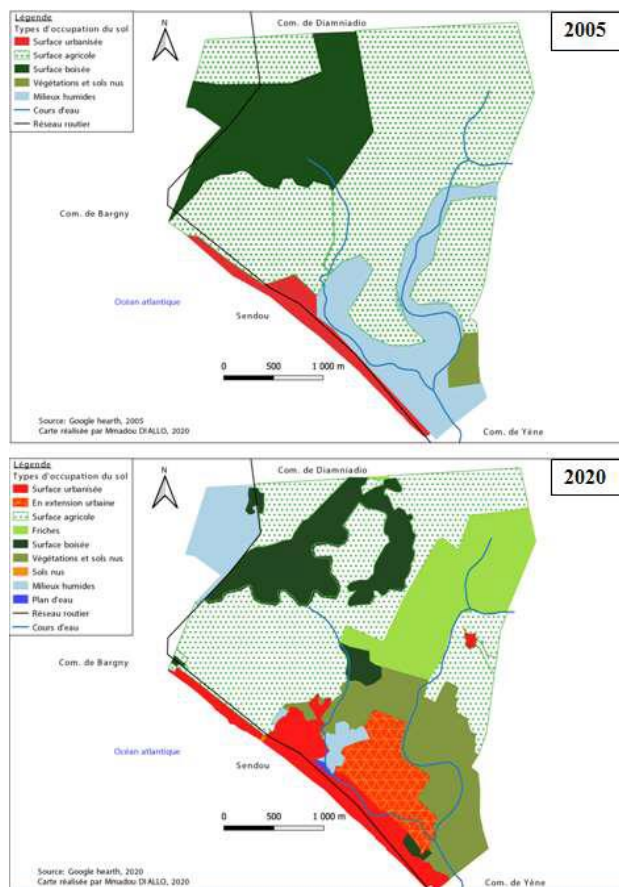 Légende
Types d'occupation du sol
Surface urbanisée
Surface agricole
Surface boisée
Végétations et sols nus
Milieux humides
Cours d'eau
Réseau routier
N
Com. de Diamniadio
2005
Com. de Bargny
Océan atlantique
Sendou
0 500 1 000 m
Source: Google hearth, 2005
Carte réalisée par Mmadou DIALLO, 2020
Com. de Yène
Légende
Types d'occupation du sol
Surface urbanisée
En extension urbaine
Surface agricole
Friches
Surface boisée
Végétations et sols nus
Sols nus
Milieux humides
Plan d'eau
Réseau routier
Cours d'eau
N
Com. de Diamniadio
2020
Com. de Bargny
Océan atlantique
Sendou
0 500 1 000 m
Source: Google hearth, 2020
Carte réalisée par Mmadou DIALLO, 2020
Com. de Yène